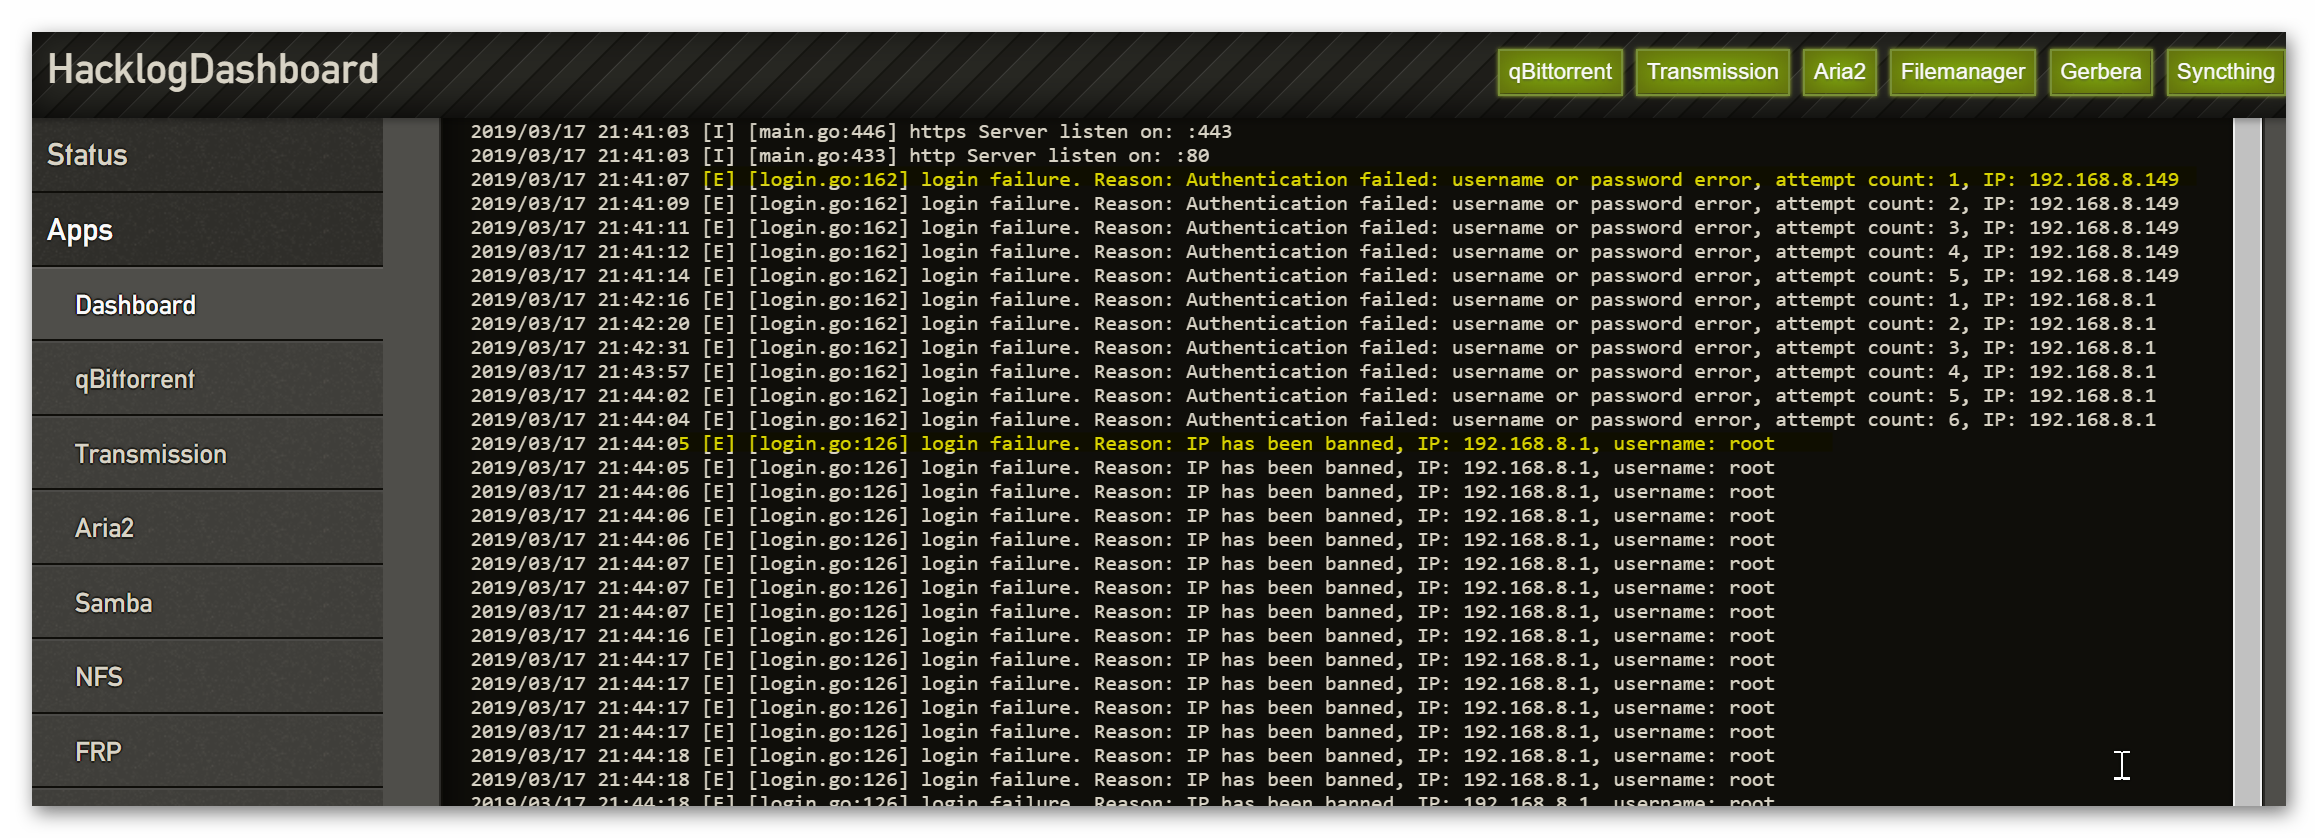 HacklogDashboard
qBittorrent Transmission Aria2 Filemanager Gerbera Syncthing
Status
Apps
Dashboard
qBittorrent
Transmission
Aria2
Samba
NFS
FRP
2019/03/17 21:41:03 [I] [main.go:446] https Server listen on: :443
2019/03/17 21:41:03 [I] [main.go:433] http Server listen on: :80
2019/03/17 21:41:07 [E] [login.go:162] login failure. Reason: Authentication failed: username or password error, attempt count: 1, IP: 192.168.8.149
2019/03/17 21:41:09 [E] [login.go:162] login failure. Reason: Authentication failed: username or password error, attempt count: 2, IP: 192.168.8.149
2019/03/17 21:41:11 [E] [login.go:162] login failure. Reason: Authentication failed: username or password error, attempt count: 3, IP: 192.168.8.149
2019/03/17 21:41:12 [E] [login.go:162] login failure. Reason: Authentication failed: username or password error, attempt count: 4, IP: 192.168.8.149
2019/03/17 21:41:14 [E] [login.go:162] login failure. Reason: Authentication failed: username or password error, attempt count: 5, IP: 192.168.8.149
2019/03/17 21:42:16 [E] [login.go:162] login failure. Reason: Authentication failed: username or password error, attempt count: 1, IP: 192.168.8.1
2019/03/17 21:42:20 [E] [login.go:162] login failure. Reason: Authentication failed: username or password error, attempt count: 2, IP: 192.168.8.1
2019/03/17 21:42:31 [E] [login.go:162] login failure. Reason: Authentication failed: username or password error, attempt count: 3, IP: 192.168.8.1
2019/03/17 21:43:57 [E] [login.go:162] login failure. Reason: Authentication failed: username or password error, attempt count: 4, IP: 192.168.8.1
2019/03/17 21:44:02 [E] [login.go:162] login failure. Reason: Authentication failed: username or password error, attempt count: 5, IP: 192.168.8.1
2019/03/17 21:44:04 [E] [login.go:162] login failure. Reason: Authentication failed: username or password error, attempt count: 6, IP: 192.168.8.1
2019/03/17 21:44:05 [E] [login.go:126] login failure. Reason: IP has been banned, IP: 192.168.8.1, username: root
2019/03/17 21:44:05 [E] [login.go:126] login failure. Reason: IP has been banned, IP: 192.168.8.1, username: root
2019/03/17 21:44:06 [E] [login.go:126] login failure. Reason: IP has been banned, IP: 192.168.8.1, username: root
2019/03/17 21:44:06 [E] [login.go:126] login failure. Reason: IP has been banned, IP: 192.168.8.1, username: root
2019/03/17 21:44:06 [E] [login.go:126] login failure. Reason: IP has been banned, IP: 192.168.8.1, username: root
2019/03/17 21:44:07 [E] [login.go:126] login failure. Reason: IP has been banned, IP: 192.168.8.1, username: root
2019/03/17 21:44:07 [E] [login.go:126] login failure. Reason: IP has been banned, IP: 192.168.8.1, username: root
2019/03/17 21:44:07 [E] [login.go:126] login failure. Reason: IP has been banned, IP: 192.168.8.1, username: root
2019/03/17 21:44:16 [E] [login.go:126] login failure. Reason: IP has been banned, IP: 192.168.8.1, username: root
2019/03/17 21:44:17 [E] [login.go:126] login failure. Reason: IP has been banned, IP: 192.168.8.1, username: root
2019/03/17 21:44:17 [E] [login.go:126] login failure. Reason: IP has been banned, IP: 192.168.8.1, username: root
2019/03/17 21:44:17 [E] [login.go:126] login failure. Reason: IP has been banned, IP: 192.168.8.1, username: root
2019/03/17 21:44:17 [E] [login.go:126] login failure. Reason: IP has been banned, IP: 192.168.8.1, username: root
2019/03/17 21:44:18 [E] [login.go:126] login failure. Reason: IP has been banned, IP: 192.168.8.1, username: root
2019/03/17 21:44:18 [E] [login.go:126] login failure. Reason: IP has been banned, IP: 192.168.8.1, username: root
2019/03/17 21:44:18 [E] [login.go:126] login failure. Reason: IP has been banned, IP: 192.168.8.1, username: root